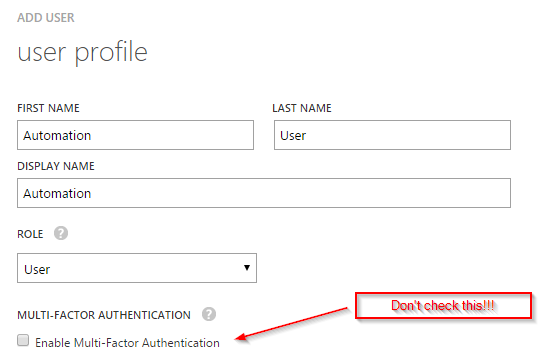 ADD USER
user profile
FIRST NAME LAST NAME
Automation User
DISPLAY NAME
Automation
ROLE ?
User
Don't check this!!!
MULTI-FACTOR AUTHENTICATION ?
Enable Multi-Factor Authentication